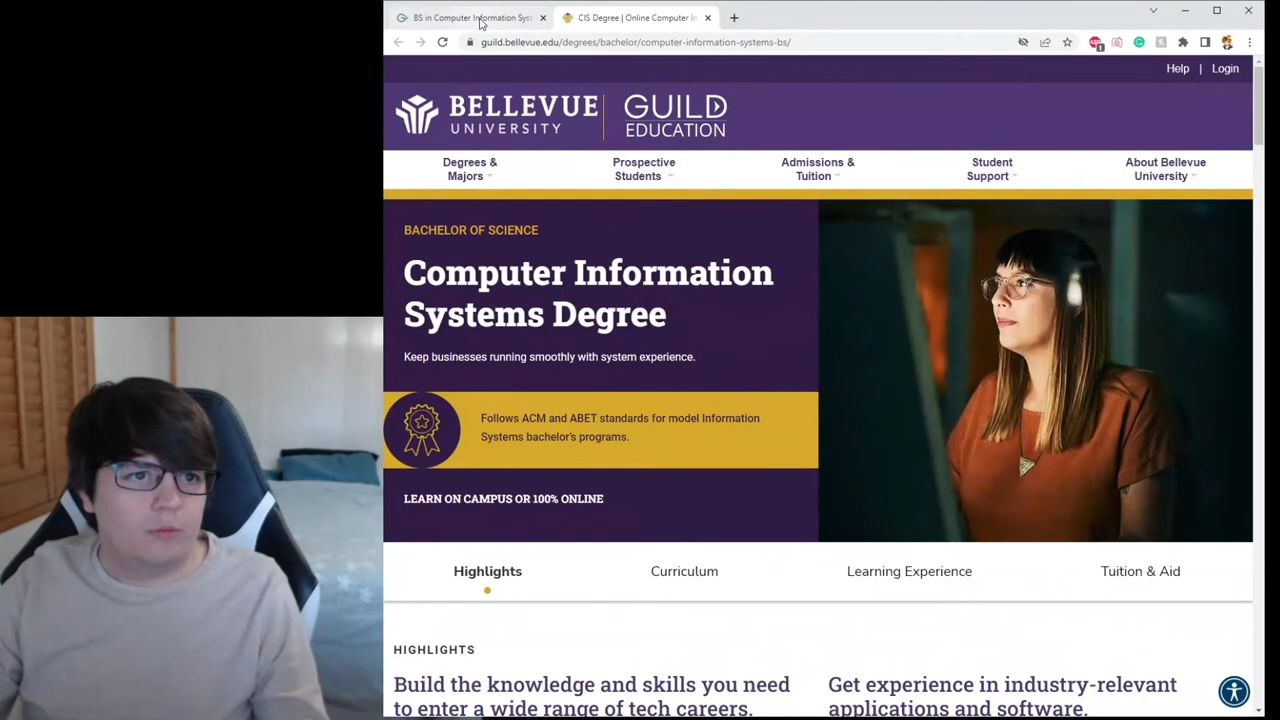 BS in Computer Information Sys
CIS Degree | Online Computer In
guild.bellevue.edu/degrees/bachelor/computer-information-systems-bs/
Help | Login
BELLEVUE
UNIVERSITY
GUILD
EDUCATION
Degrees &
Majors
Prospective
Students
Admissions &
Tuition
Student
Support
About Bellevue
University
BACHELOR OF SCIENCE
Computer Information
Systems Degree
Keep businesses running smoothly with system experience.
Follows ACM and ABET standards for model Information
Systems bachelor's programs.
LEARN ON CAMPUS OR 100% ONLINE
Highlights
Curriculum
Learning Experience
Tuition & Aid
HIGHLIGHTS
Build the knowledge and skills you need
to enter a wide range of tech careers.
Get experience in industry-relevant
applications and software.